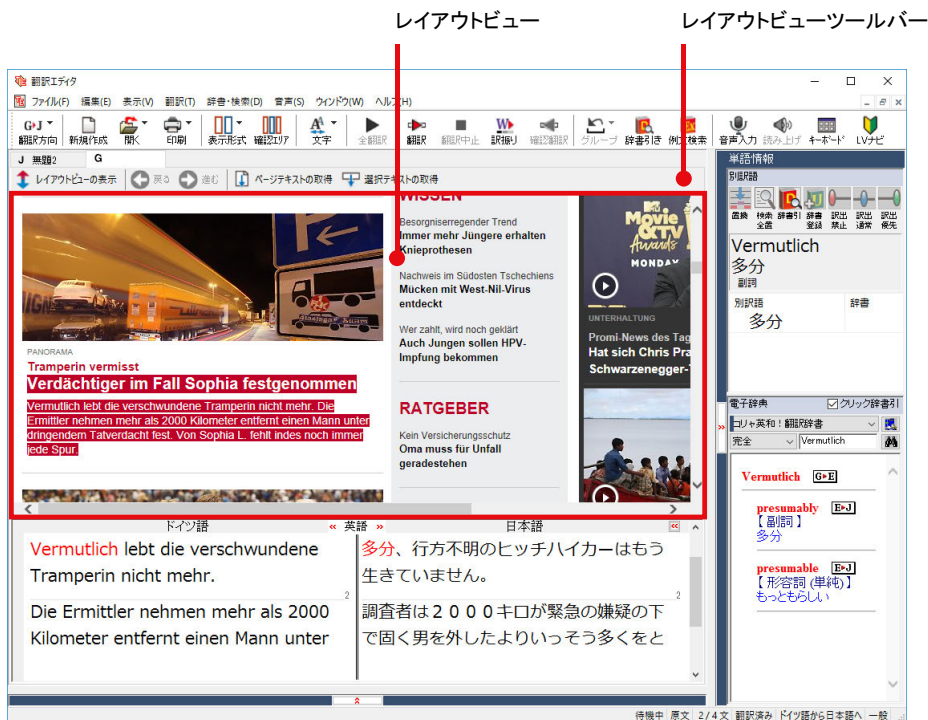 レイアウトビュー
レイアウトビューツールバー
翻訳エディタ
ファイル(F) 編集(E) 表示(V) 翻訳(T) 辞書・検索(D) 音声(S) ウィンドウ(W) ヘルプ(H)
G▸J
翻訳方向 新規作成 開く 印刷 表示形式 確認エリア 文字 全翻訳 翻訳 翻訳中止 訳振り 確認翻訳 グループ 辞書引き 例文検索 音声入力 読み上げ キーボード LVナビ
J 無題2 G
レイアウトビューの表示 戻る 進む ページテキストの取得 選択テキストの取得
PANORAMA
Tramperin vermisst
Verdächtiger im Fall Sophia festgenommen
Vermutlich lebt die verschwundene Tramperin nicht mehr. Die
Ermittler nehmen mehr als 2000 Kilometer entfernt einen Mann unter
dringendem Tatverdacht fest. Von Sophia L. fehlt indes noch immer
jede Spur.
WISSEN
Besorgniserregender Trend
Immer mehr Jüngere erhalten
Knieprothesen
Nachweis im Südosten Tschechiens
Mücken mit West-Nil-Virus
entdeckt
Wer zahlt, wird noch geklärt
Auch Jungen sollen HPV-
Impfung bekommen
RATGEBER
Kein Versicherungsschutz
Oma muss für Unfall
geradestehen
MTV
Movie
&TV
Awards
MONDAY
UNTERHALTUNG
Promi-News des Tag
Hat sich Chris Pra
Schwarzenegger-
ドイツ語 « 英語 » 日本語 «
Vermutlich lebt die verschwundene
Tramperin nicht mehr.
2
Die Ermittler nehmen mehr als 2000
Kilometer entfernt einen Mann unter
多分、行方不明のヒッチハイカーはもう
生きていません。
2
調査者は2000キロが緊急の嫌疑の下
で固く男を外したよりいっそう多くをと
単語情報
別訳語
置換 検索全置 辞書引 辞書登録 訳出禁止 訳出通常 訳出優先
Vermutlich
多分
副詞
別訳語 辞書
多分
電子辞典 クリック辞書引
コリャ英和!翻訳辞書
完全 Vermutlich
Vermutlich G▸E
presumably E▸J
【副詞】
多分
presumable E▸J
【形容詞(単純)】
もっともらしい
待機中 原文 2/4文 翻訳済み ドイツ語から日本語へ 一般